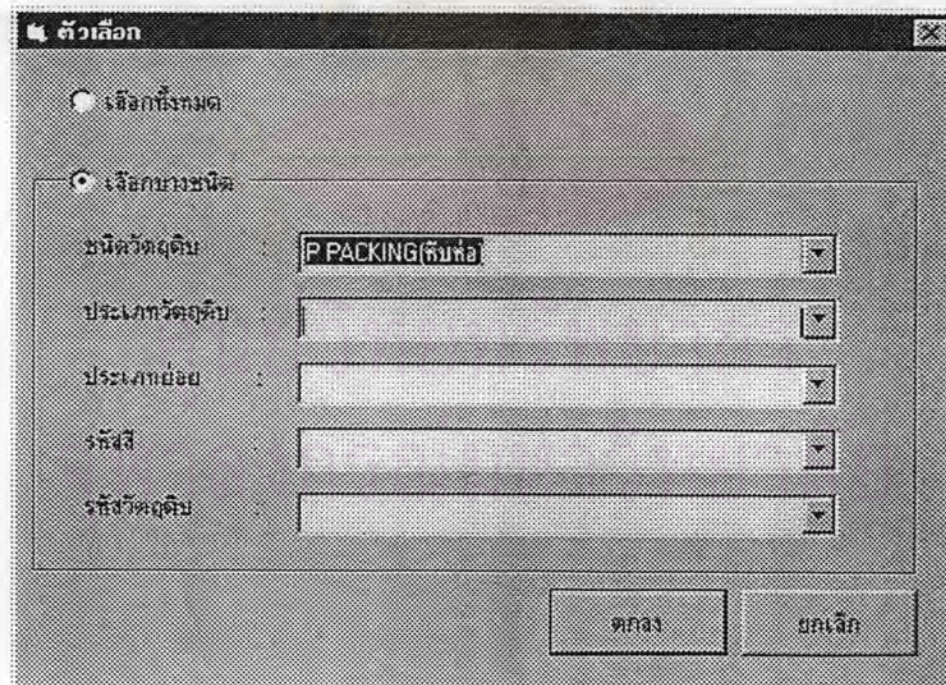 ตัวเลือก
เลือกทั้งหมด
เลือกบางชนิด
ชนิดวัตถุดิบ : P PACKING(หีบห่อ)
ประเภทวัตถุดิบ :
ประเภทย่อย :
รหัสสี :
รหัสวัตถุดิบ :
ตกลง ยกเลิก